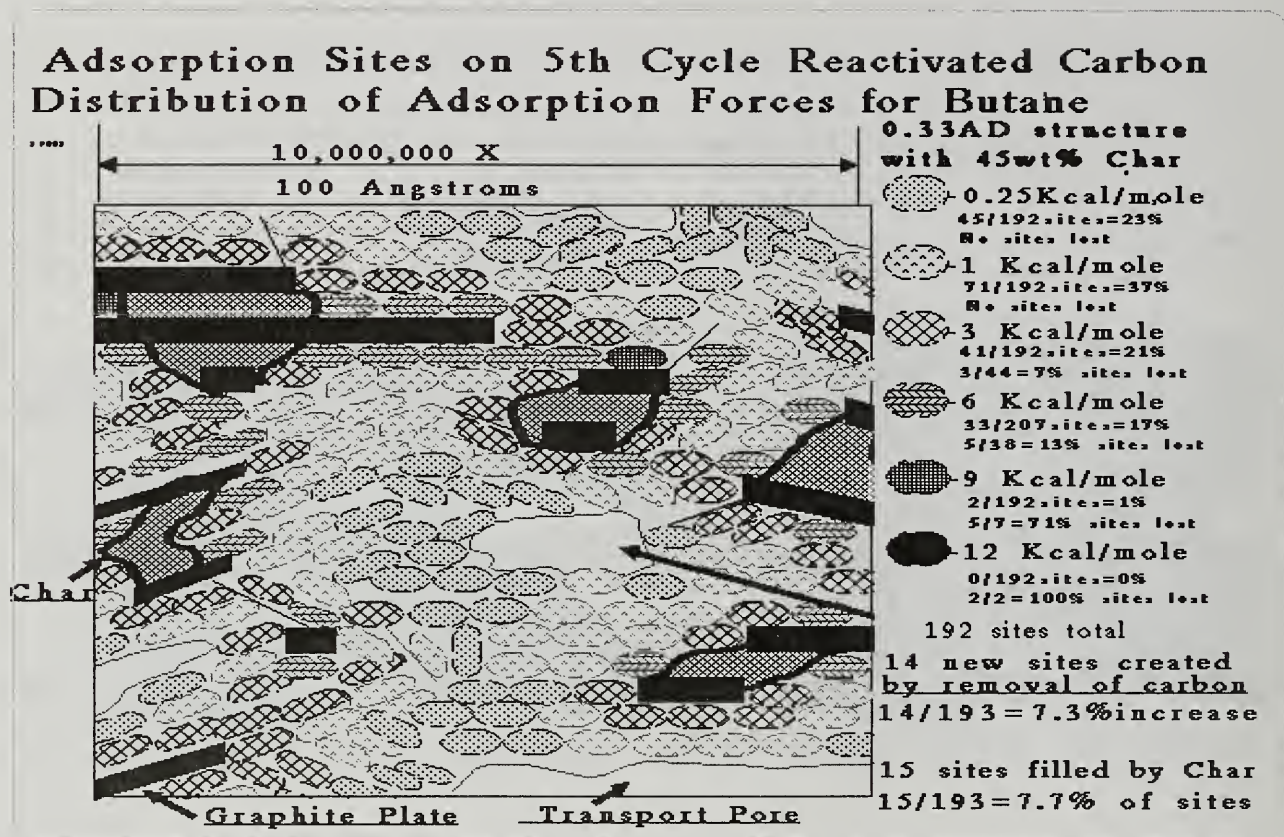 Adsorption Sites on 5th Cycle Reactivated Carbon
Distribution of Adsorption Forces for Butane
10,000,000 X
100 Angstroms
0.33AD structure
with 45wt% Char
0.25Kcal/mole
45/192sites=23%
No sites lost
1 Kcal/mole
71/192sites=37%
No sites lost
3 Kcal/mole
41/192sites=21%
3/44=7% sites lost
6 Kcal/mole
33/207sites=17%
5/38=13% sites lost
9 Kcal/mole
2/192sites=1%
5/7=71% sites lost
12 Kcal/mole
0/192sites=0%
2/2=100% sites lost
192 sites total
14 new sites created
by removal of carbon
14/193=7.3%increase
15 sites filled by Char
15/193=7.7% of sites
Char
Graphite Plate
Transport Pore